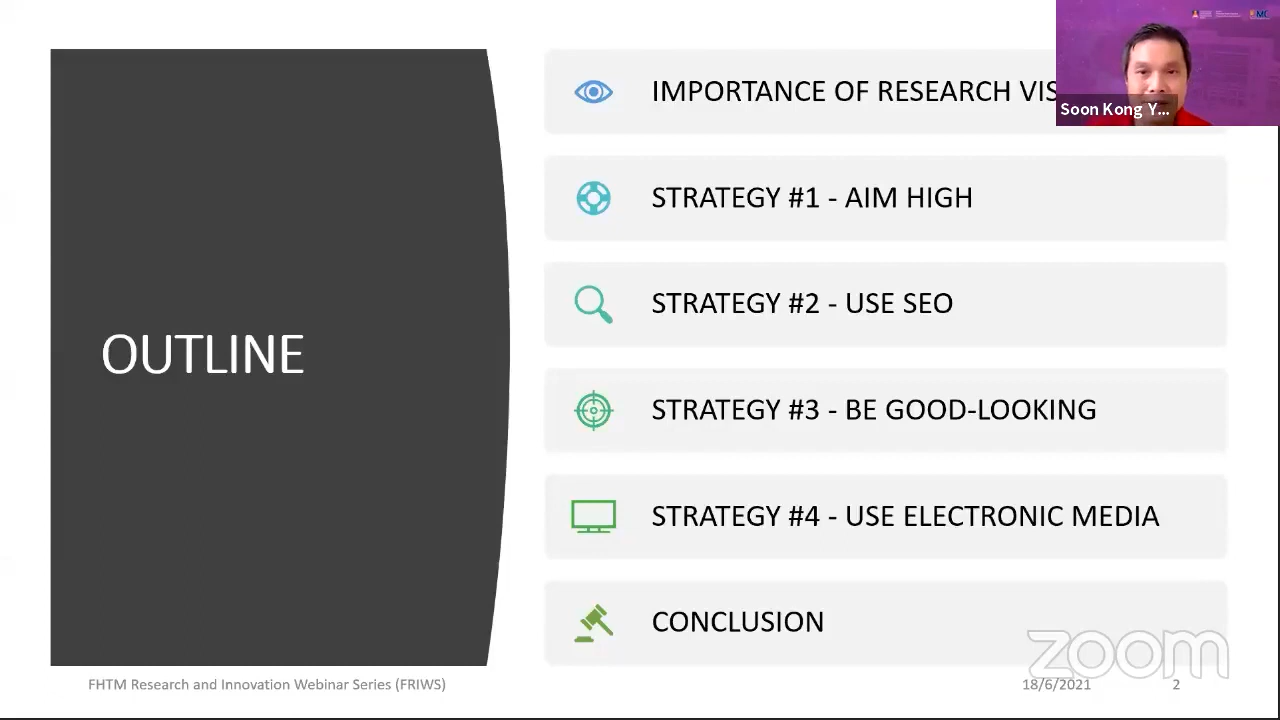 IMPORTANCE OF RESEARCH VIS
Soon Kong Y...
STRATEGY #1 - AIM HIGH
STRATEGY #2 - USE SEO
OUTLINE
STRATEGY #3 - BE GOOD-LOOKING
STRATEGY #4 - USE ELECTRONIC MEDIA
CONCLUSION
zoom
FHTM Research and Innovation Webinar Series (FRIWS)
18/6/2021
2